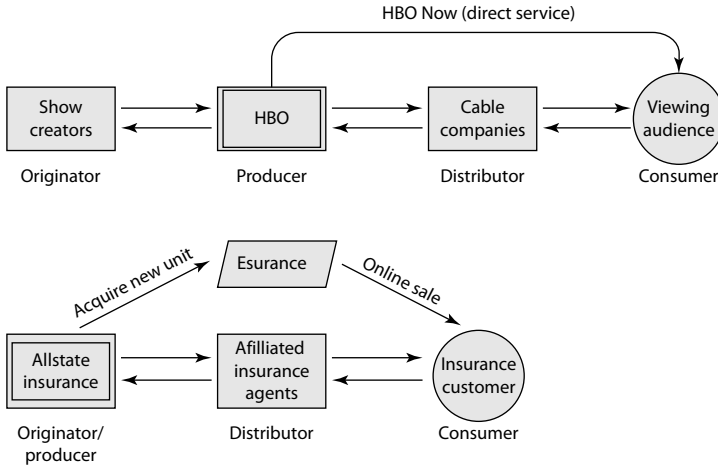 HBO Now (direct service)
Show
creators
HBO
Cable
companies
Viewing
audience
Originator
Producer
Distributor
Consumer
Acquire new unit
Esurance
Online sale
Allstate
insurance
Afilliated
insurance
agents
Insurance
customer
Originator/
producer
Distributor
Consumer